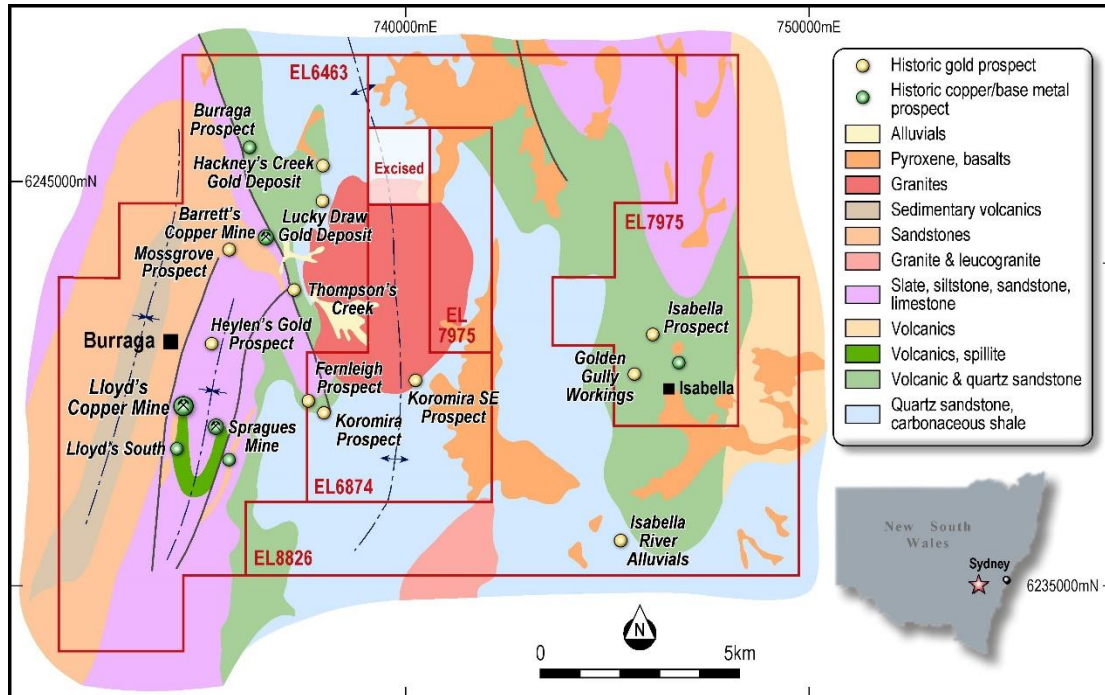 740000mE
750000mE
EL6463
Burraga
Prospect
Hackney's Creek
Gold Deposit
Excised
6245000mN
Barrett's
Copper Mine
Lucky Draw
Gold Deposit
Mossgrove
Prospect
EL7975
Thompson's
Creek
Isabella
Prospect
EL
7975
Burraga
Heylen's Gold
Prospect
Fernleigh
Prospect
Golden
Gully
Workings
Isabella
Lloyd's
Copper Mine
Koromira SE
Prospect
Koromira
Prospect
Spragues
Mine
Lloyd's South
EL6874
Isabella
River
Alluvials
EL8826
N
0
5km
Historic gold prospect
Historic copper/base metal
prospect
Alluvials
Pyroxene, basalts
Granites
Sedimentary volcanics
Sandstones
Granite & leucogranite
Slate, siltstone, sandstone,
limestone
Volcanics
Volcanics, spillite
Volcanic & quartz sandstone
Quartz sandstone,
carbonaceous shale
New South
Wales
Sydney
6235000mN